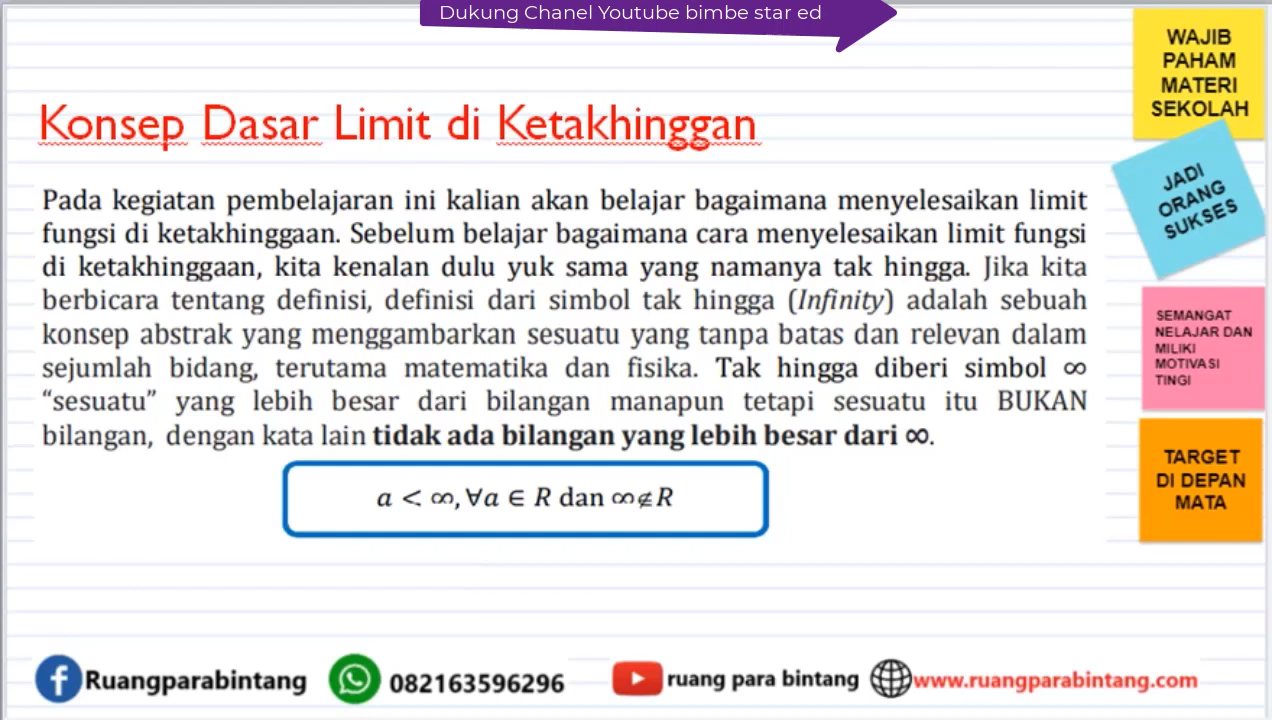 Dukung Chanel Youtube bimbe star ed
Konsep Dasar Limit di Ketakhinggan
Pada kegiatan pembelajaran ini kalian akan belajar bagaimana menyelesaikan limit
fungsi di ketakhinggaan. Sebelum belajar bagaimana cara menyelesaikan limit fungsi
di ketakhinggaan, kita kenalan dulu yuk sama yang namanya tak hingga. Jika kita
berbicara tentang definisi, definisi dari simbol tak hingga (Infinity) adalah sebuah
konsep abstrak yang menggambarkan sesuatu yang tanpa batas dan relevan dalam
sejumlah bidang, terutama matematika dan fisika. Tak hingga diberi simbol ∞
“sesuatu” yang lebih besar dari bilangan manapun tetapi sesuatu itu BUKAN
bilangan, dengan kata lain tidak ada bilangan yang lebih besar dari ∞.
a < ∞, ∀a ∈ R dan ∞∉R
WAJIB
PAHAM
MATERI
SEKOLAH
JADI
ORANG
SUKSES
SEMANGAT
NELAJAR DAN
MILIKI
MOTIVASI
TINGI
TARGET
DI DEPAN
MATA
Ruangparabintang
082163596296
ruang para bintang
www.ruangparabintang.com